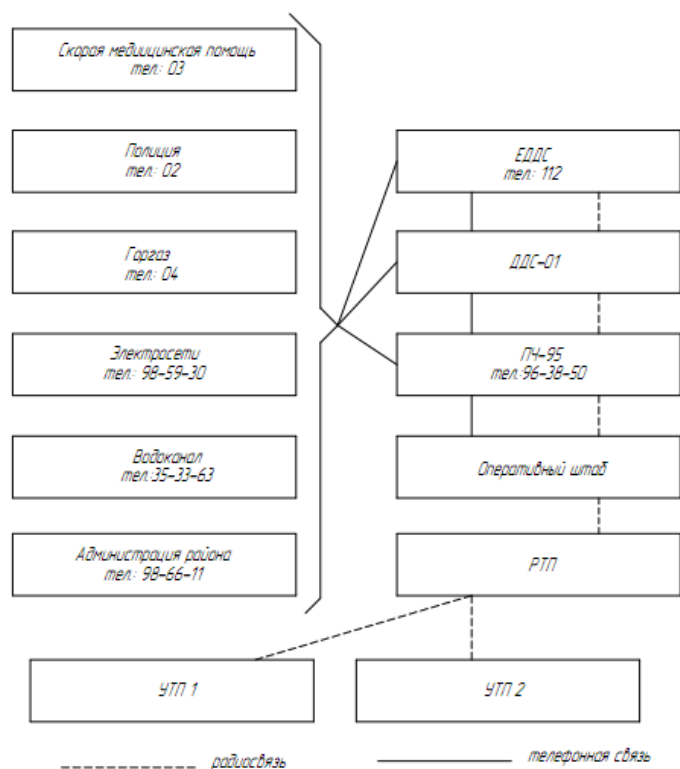 Скорая медицинская помощь
тел.: 03
Полиция
тел.: 02
Горгаз
тел.: 04
Электросети
тел.: 98-59-30
Водоканал
тел.:35-33-63
Администрация района
тел.: 98-66-11
ЕДДС
тел.: 112
ДДС-01
ПЧ-95
тел.:96-38-50
Оперативный штаб
РТП
УТП 1
УТП 2
радиосвязь
телефонная связь